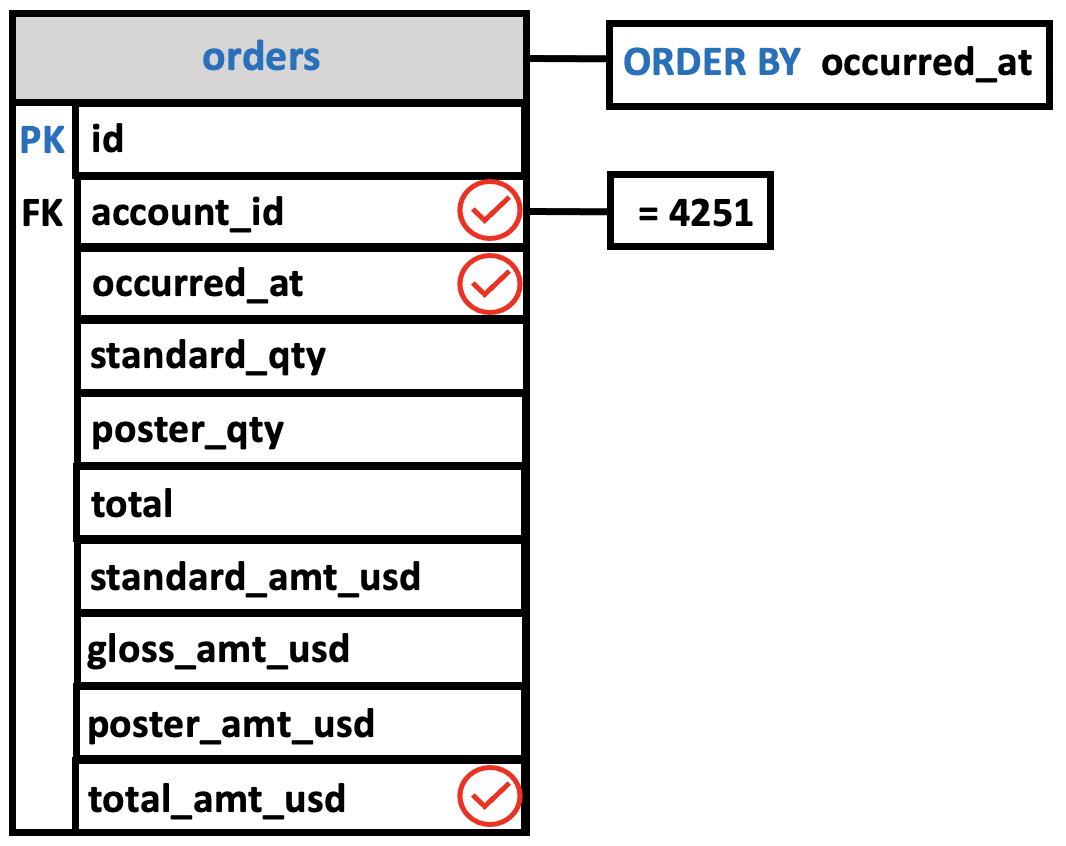 orders
ORDER BY occurred_at
PK id
FK account_id
= 4251
occurred_at
standard_qty
poster_qty
total
standard_amt_usd
gloss_amt_usd
poster_amt_usd
total_amt_usd